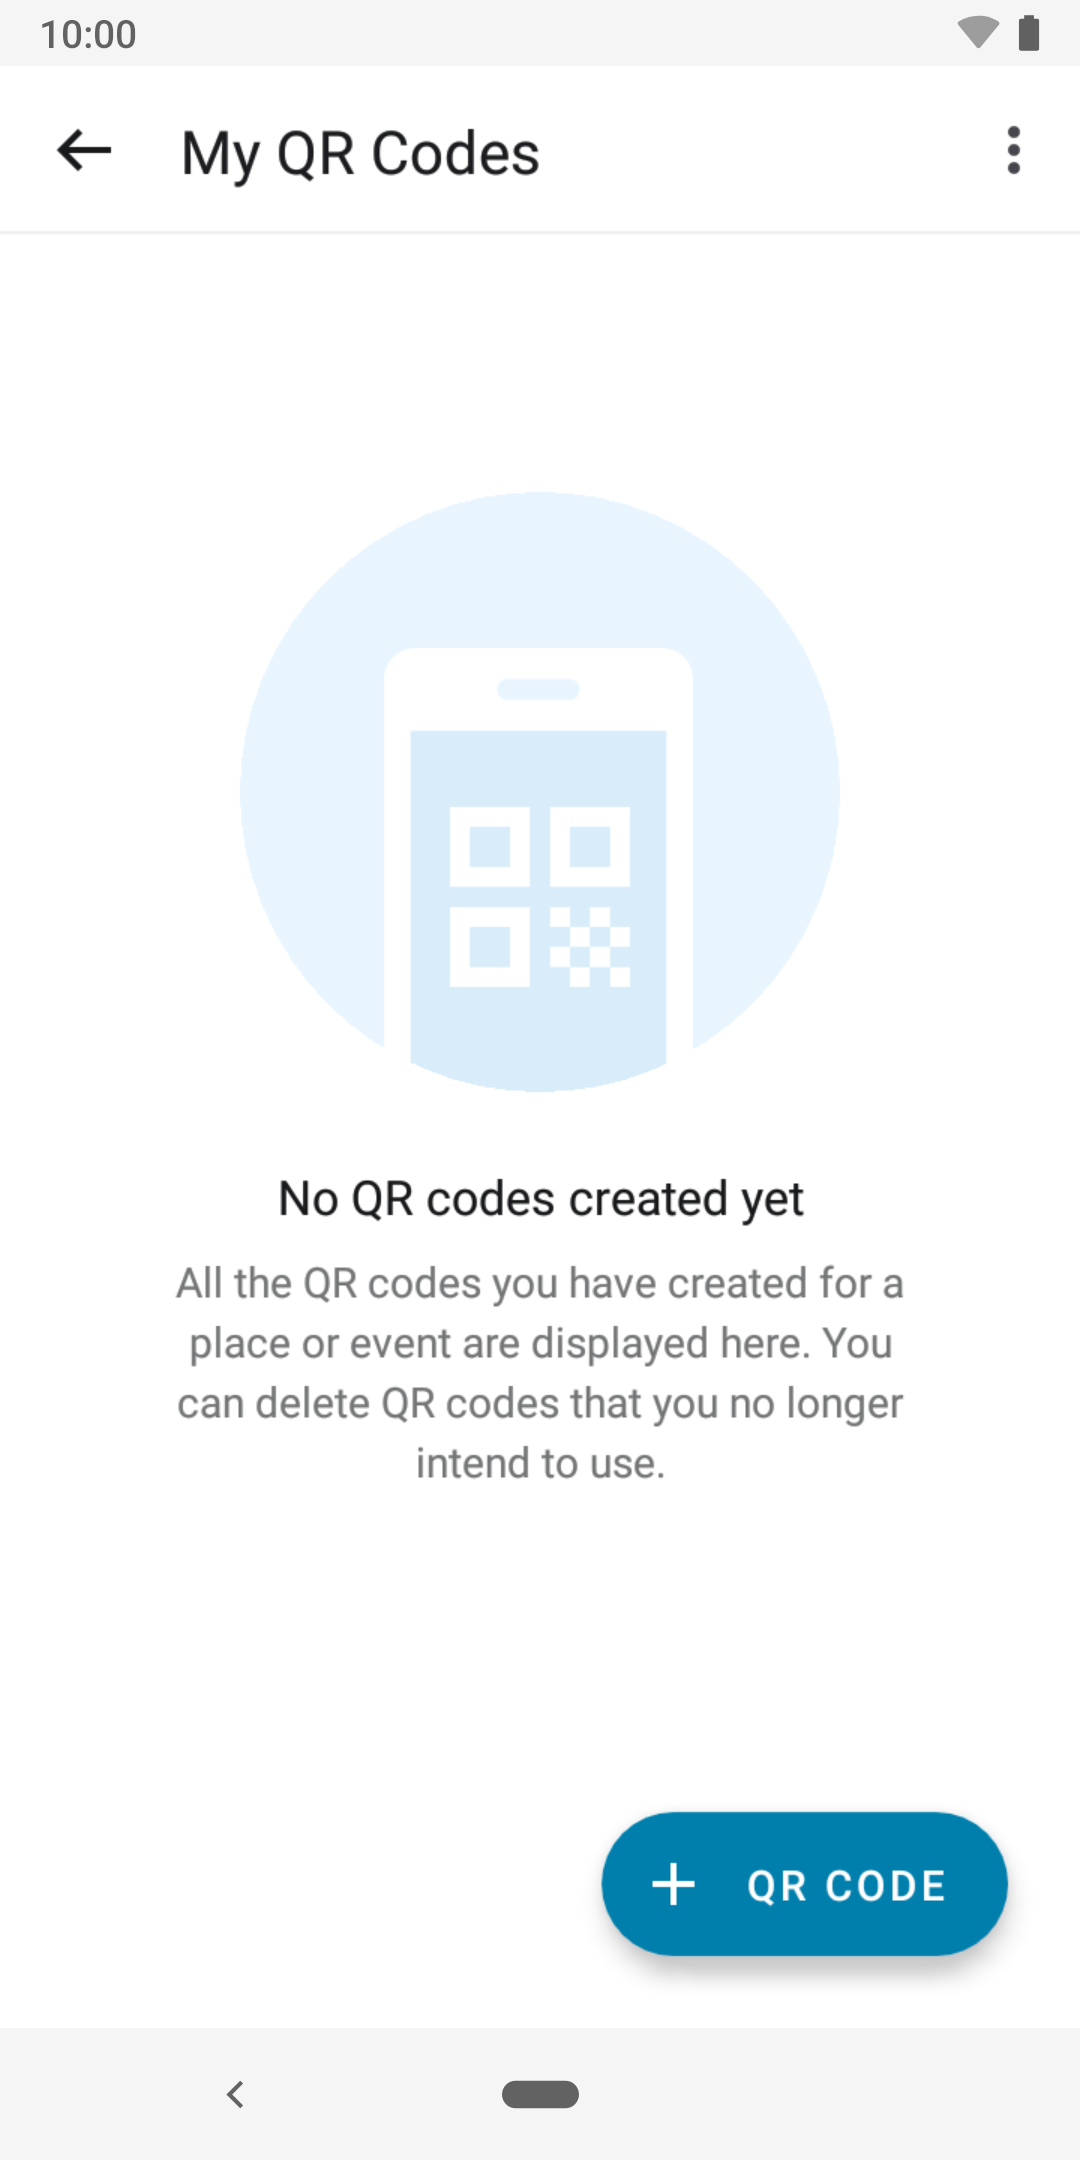 10:00
My QR Codes
No QR codes created yet
All the QR codes you have created for a
place or event are displayed here. You
can delete QR codes that you no longer
intend to use.
QR CODE